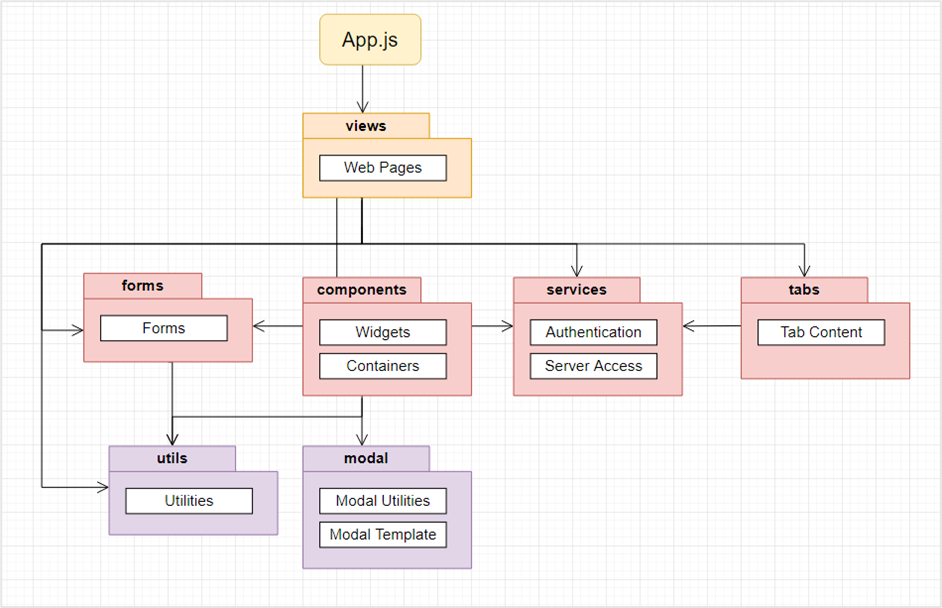 App.js
views
Web Pages
forms
Forms
components
Widgets
Containers
services
Authentication
Server Access
tabs
Tab Content
utils
Utilities
modal
Modal Utilities
Modal Template